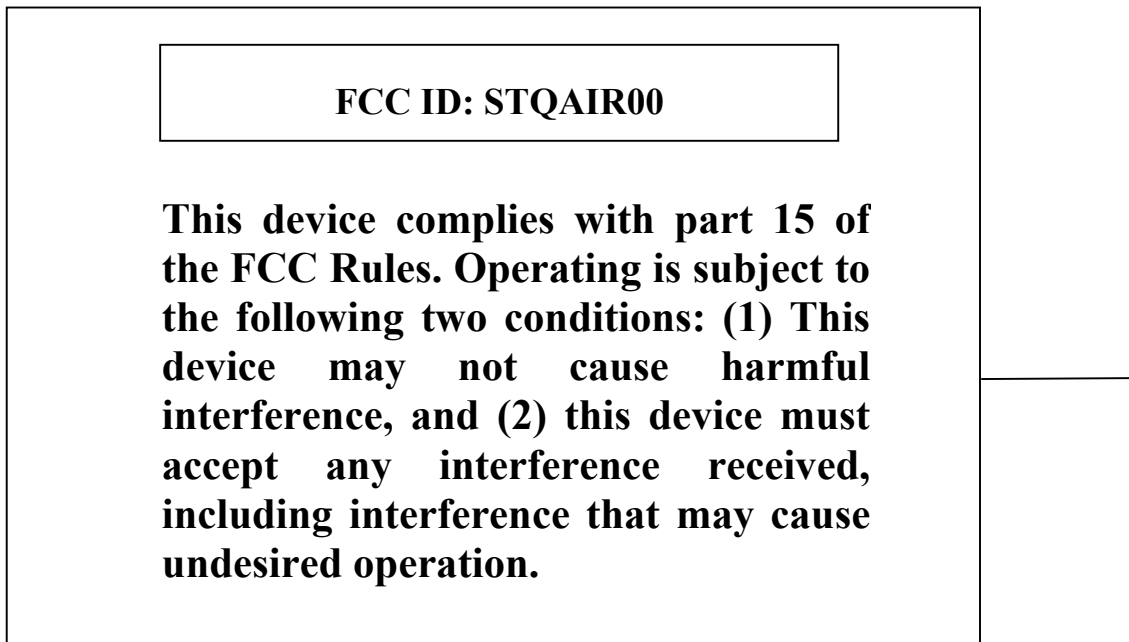 FCC ID: STQAIR00
This device complies with part 15 of
the FCC Rules. Operating is subject to
the following two conditions: (1) This
device may not cause harmful
interference, and (2) this device must
accept any interference received,
including interference that may cause
undesired operation.